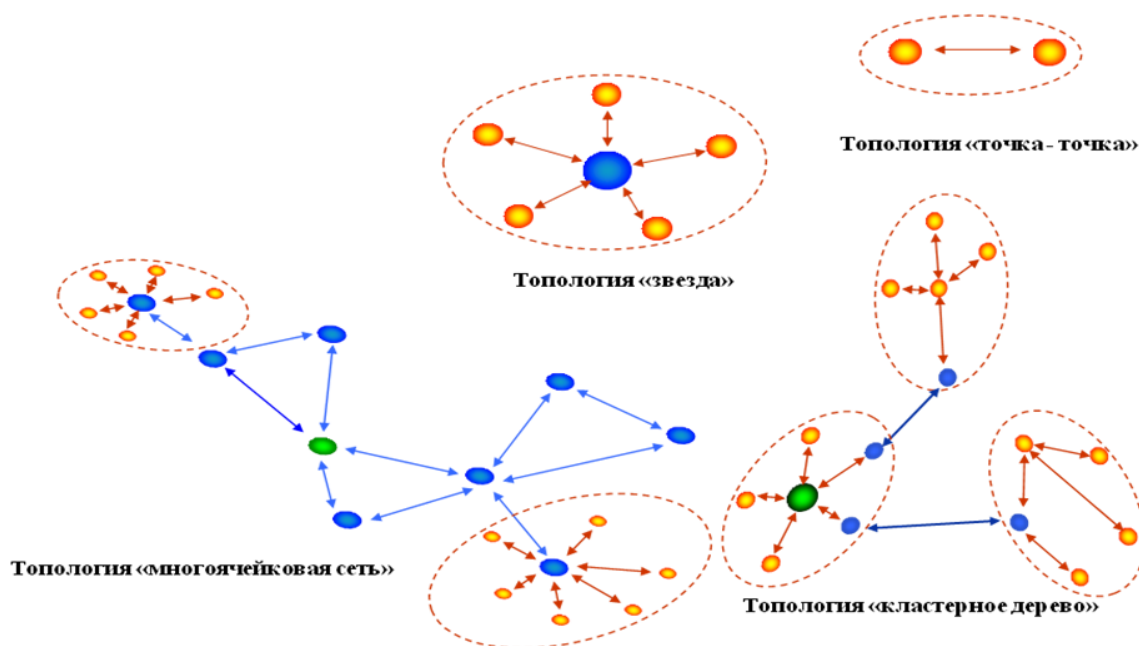 Топология «точка - точка»
Топология «звезда»
Топология «многоячейковая сеть»
Топология «кластерное дерево»